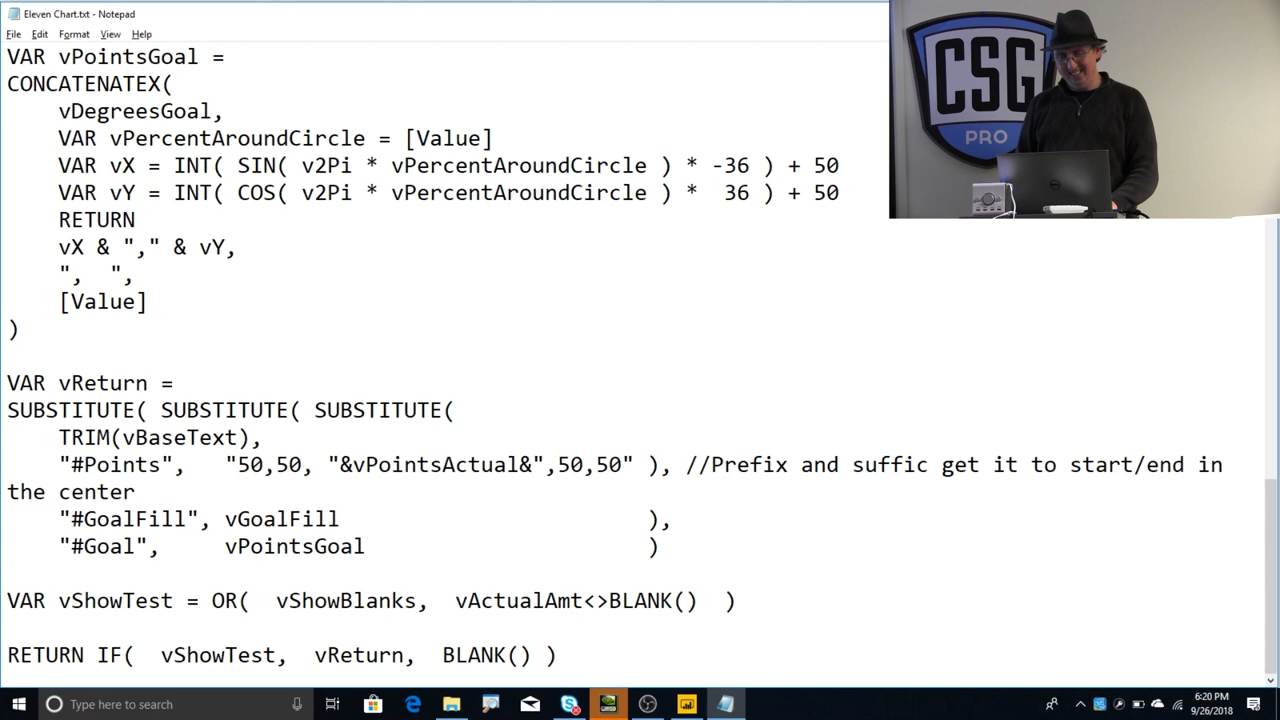 Eleven Chart.txt - Notepad
File Edit Format View Help
VAR vPointsGoal =
CONCATENATEX(
vDegreesGoal,
VAR vPercentAroundCircle = [Value]
VAR vX = INT( SIN( v2Pi * vPercentAroundCircle ) * -36 ) + 50
VAR vY = INT( COS( v2Pi * vPercentAroundCircle ) *  36 ) + 50
RETURN
vX & "," & vY,
",  ",
[Value]
)
VAR vReturn =
SUBSTITUTE( SUBSTITUTE( SUBSTITUTE(
TRIM(vBaseText),
"#Points",   "50,50, "&vPointsActual&",50,50" ), //Prefix and suffic get it to start/end in
the center
"#GoalFill", vGoalFill                        ),
"#Goal",     vPointsGoal                      )
VAR vShowTest = OR(  vShowBlanks,  vActualAmt<>BLANK()  )
RETURN IF(  vShowTest,  vReturn,  BLANK() )
CSG
PRO
Type here to search
6:20 PM
9/26/2018